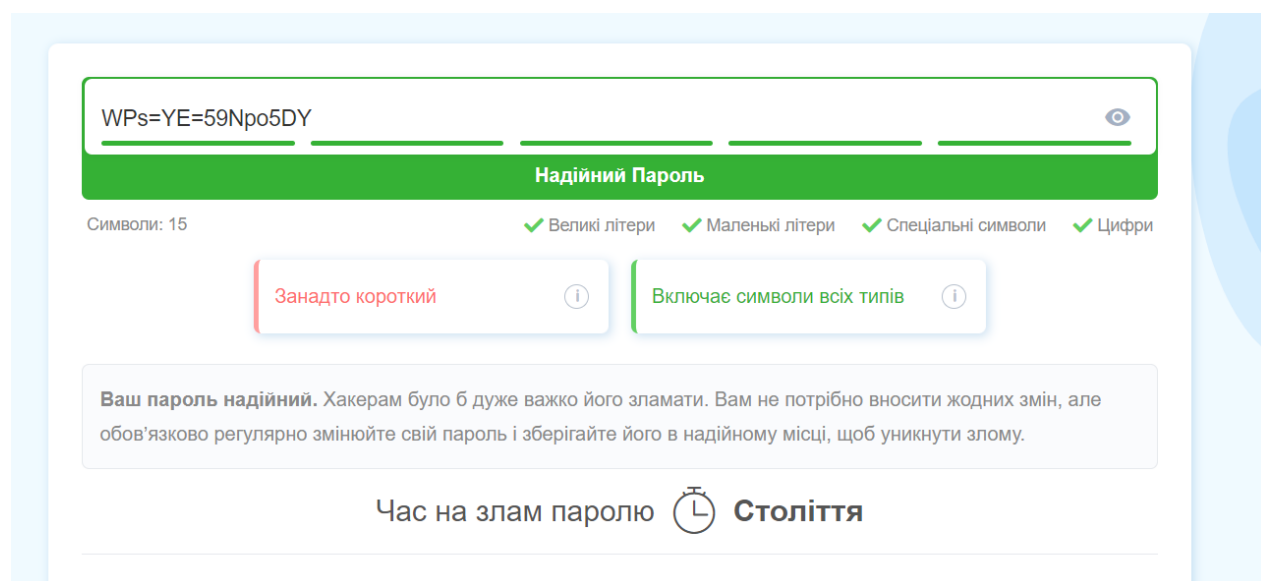 WPs=YE=59Npo5DY
Надійний Пароль
Символи: 15 Великі літери Маленькі літери Спеціальні символи Цифри
Занадто короткий Включає символи всіх типів
Ваш пароль надійний. Хакерам було б дуже важко його зламати. Вам не потрібно вносити жодних змін, але
обов’язково регулярно змінюйте свій пароль і зберігайте його в надійному місці, щоб уникнути злому.
Час на злам паролю Століття